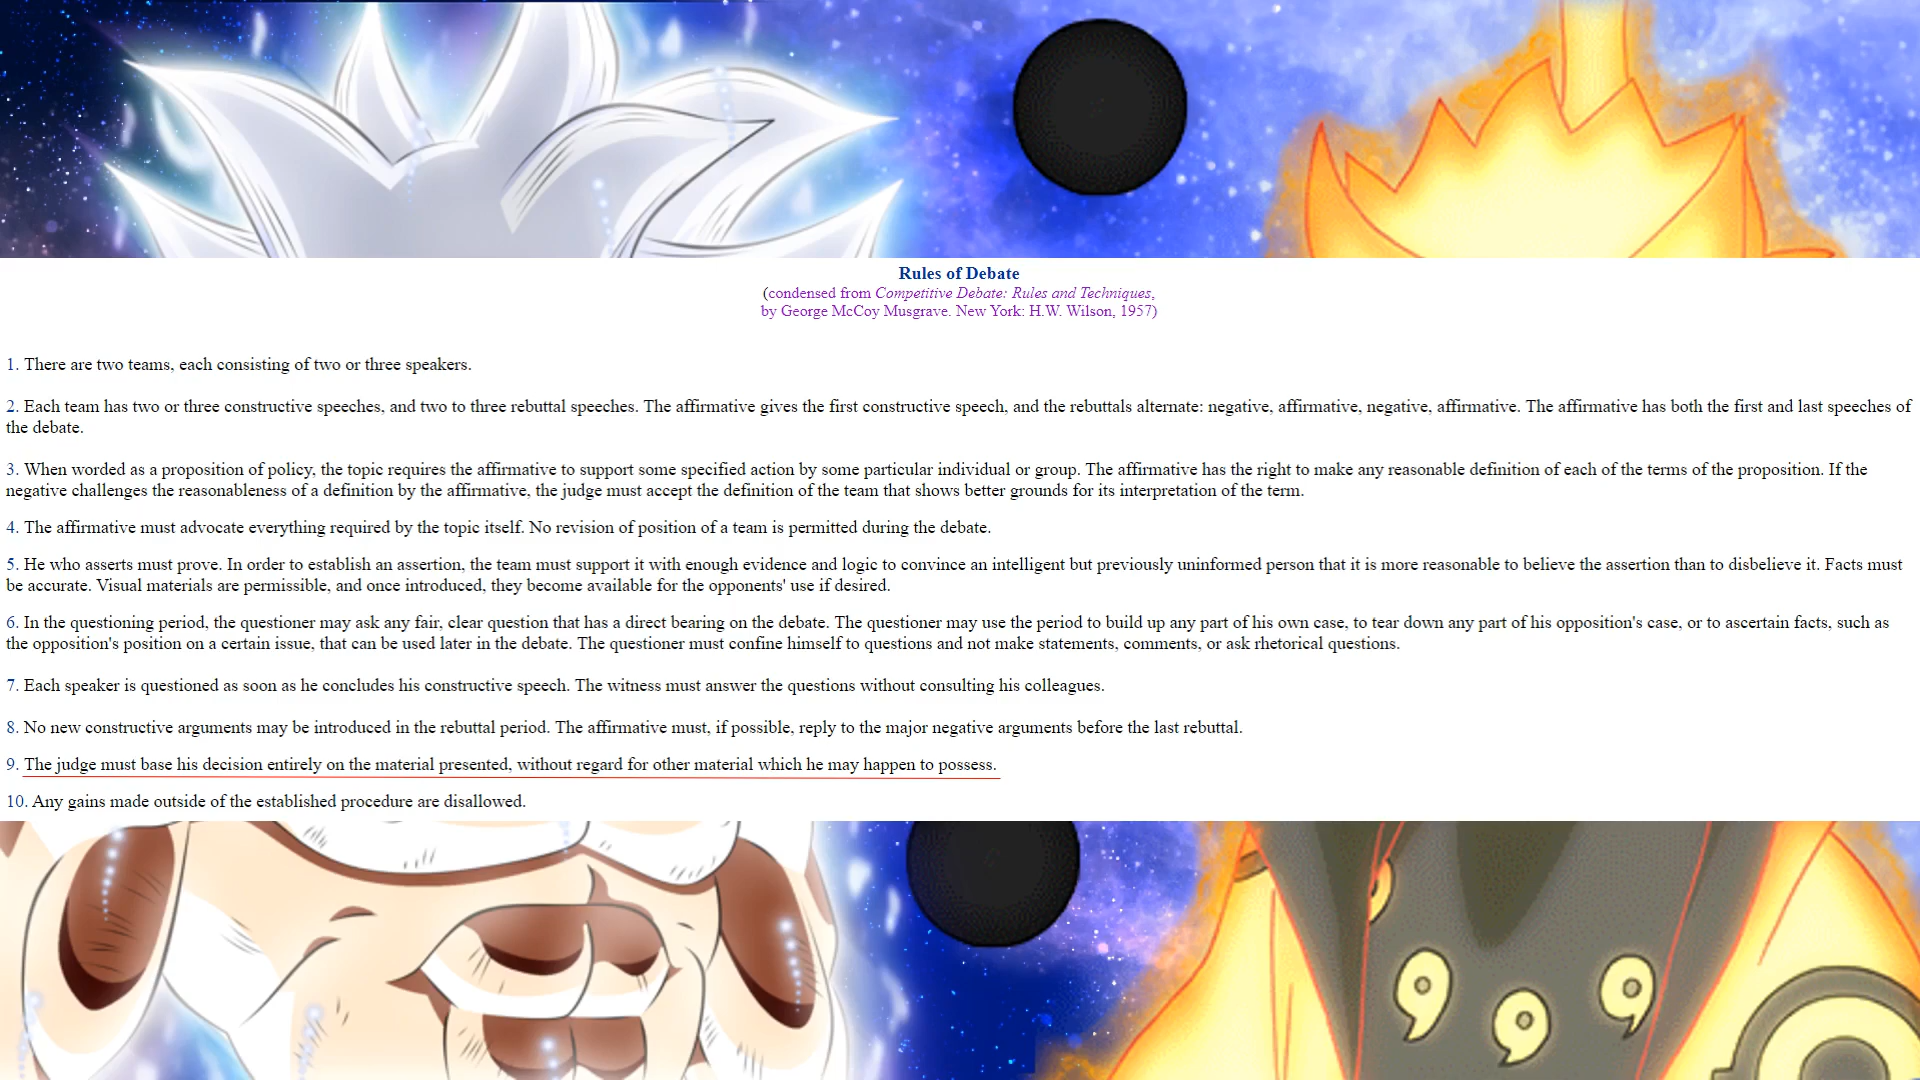 Rules of Debate
(condensed from Competitive Debate: Rules and Techniques,
by George McCoy Musgrave. New York: H.W. Wilson, 1957)
1. There are two teams, each consisting of two or three speakers.
2. Each team has two or three constructive speeches, and two to three rebuttal speeches. The affirmative gives the first constructive speech, and the rebuttals alternate: negative, affirmative, negative, affirmative. The affirmative has both the first and last speeches of
the debate.
3. When worded as a proposition of policy, the topic requires the affirmative to support some specified action by some particular individual or group. The affirmative has the right to make any reasonable definition of each of the terms of the proposition. If the
negative challenges the reasonableness of a definition by the affirmative, the judge must accept the definition of the team that shows better grounds for its interpretation of the term.
4. The affirmative must advocate everything required by the topic itself. No revision of position of a team is permitted during the debate.
5. He who asserts must prove. In order to establish an assertion, the team must support it with enough evidence and logic to convince an intelligent but previously uninformed person that it is more reasonable to believe the assertion than to disbelieve it. Facts must
be accurate. Visual materials are permissible, and once introduced, they become available for the opponents' use if desired.
6. In the questioning period, the questioner may ask any fair, clear question that has a direct bearing on the debate. The questioner may use the period to build up any part of his own case, to tear down any part of his opposition's case, or to ascertain facts, such as
the opposition's position on a certain issue, that can be used later in the debate. The questioner must confine himself to questions and not make statements, comments, or ask rhetorical questions.
7. Each speaker is questioned as soon as he concludes his constructive speech. The witness must answer the questions without consulting his colleagues.
8. No new constructive arguments may be introduced in the rebuttal period. The affirmative must, if possible, reply to the major negative arguments before the last rebuttal.
9. The judge must base his decision entirely on the material presented, without regard for other material which he may happen to possess.
10. Any gains made outside of the established procedure are disallowed.